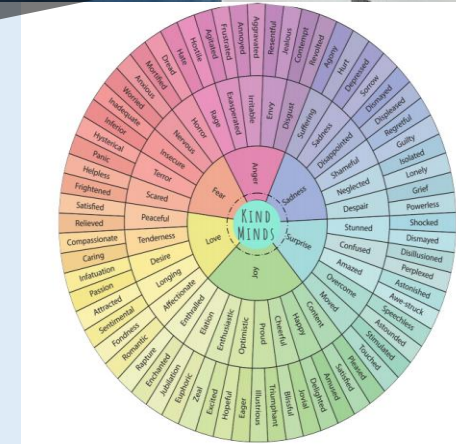 KIND
MINDS
Anger
Sadness
Surprise
Joy
Love
Fear
Rage
Exasperated
Irritable
Envy
Disgust
Suffering
Sadness
Disappointed
Shameful
Neglected
Despair
Stunned
Confused
Amazed
Overcome
Moved
Content
Happy
Cheerful
Proud
Optimistic
Enthusiastic
Elation
Enthralled
Affectionate
Longing
Desire
Tenderness
Peaceful
Scared
Terror
Insecure
Nervous
Horror
Hate
Hostile
Agitated
Frustrated
Annoyed
Aggravated
Resentful
Jealous
Contempt
Revolted
Agony
Hurt
Depressed
Sorrow
Dismayed
Displeased
Regretful
Guilty
Isolated
Lonely
Grief
Powerless
Shocked
Dismayed
Disillusioned
Perplexed
Astonished
Awe-struck
Speechless
Astounded
Stimulated
Touched
Pleased
Satisfied
Amused
Delighted
Jovial
Blissful
Triumphant
Illustrious
Eager
Hopeful
Excited
Zeal
Euphoric
Jubilation
Enchanted
Rapture
Romantic
Fondness
Sentimental
Attracted
Passion
Infatuation
Caring
Compassionate
Relieved
Satisfied
Frightened
Helpless
Panic
Hysterical
Inferior
Inadequate
Worried
Anxious
Mortified
Dread